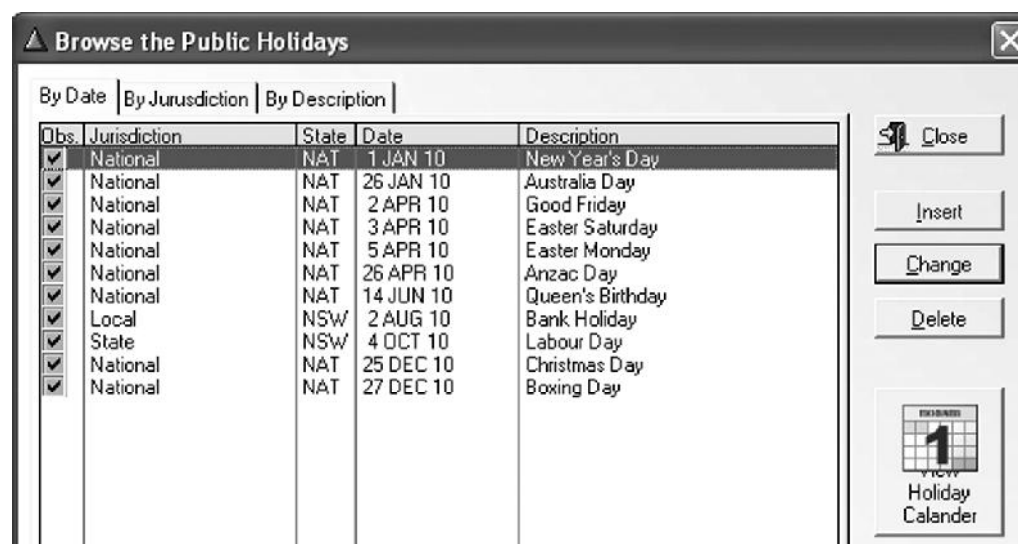 Browse the Public Holidays
By Date By Jurusdiction By Description
Obs. Jurisdiction State Date Description
National NAT 1 JAN 10 New Year's Day
National NAT 26 JAN 10 Australia Day
National NAT 2 APR 10 Good Friday
National NAT 3 APR 10 Easter Saturday
National NAT 5 APR 10 Easter Monday
National NAT 26 APR 10 Anzac Day
National NAT 14 JUN 10 Queen's Birthday
Local NSW 2 AUG 10 Bank Holiday
State NSW 4 OCT 10 Labour Day
National NAT 25 DEC 10 Christmas Day
National NAT 27 DEC 10 Boxing Day
Close
Insert
Change
Delete
1
View
Holiday
Calander